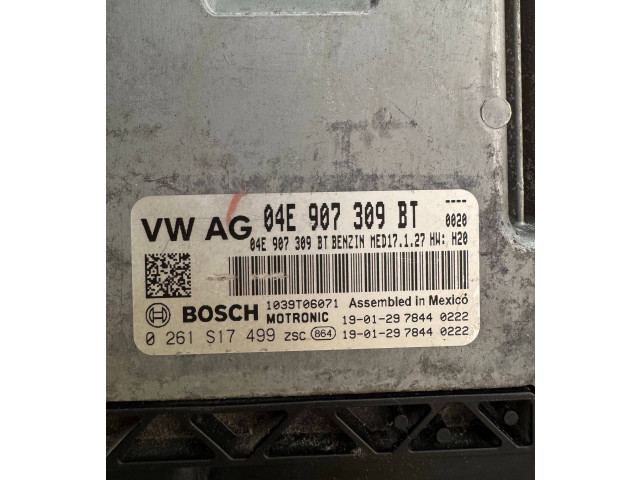 VW AG 04E 907 309 BT ----
0020
04E 907 309 BT BENZIN MED17.1.27 HW: H20
BOSCH 1039T06071 Assembled in Mexico
MOTRONIC 19-01-29 7844 0222
0 261 S17 499 ZSC 864 19-01-29 7844 0222